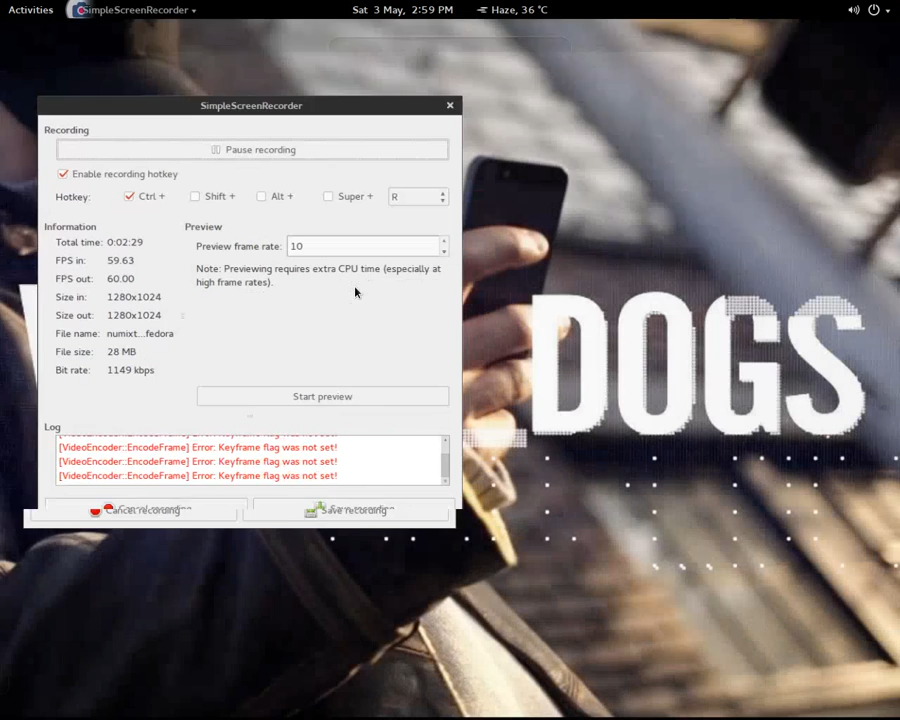 Activities SimpleScreenRecorder Sat 3 May, 2:59 PM Haze, 36 °C
SimpleScreenRecorder
Recording
Pause recording
Enable recording hotkey
Hotkey: Ctrl + Shift + Alt + Super + R
Information
Total time: 0:02:29
FPS in: 59.63
FPS out: 60.00
Size in: 1280x1024
Size out: 1280x1024
File name: numixt...fedora
File size: 28 MB
Bit rate: 1149 kbps
Preview
Preview frame rate: 10
Note: Previewing requires extra CPU time (especially at
high frame rates).
Start preview
Log
[VideoEncoder::EncodeFrame] Error: Keyframe flag was not set!
[VideoEncoder::EncodeFrame] Error: Keyframe flag was not set!
[VideoEncoder::EncodeFrame] Error: Keyframe flag was not set!
Cancel recording Save recording
DOGS